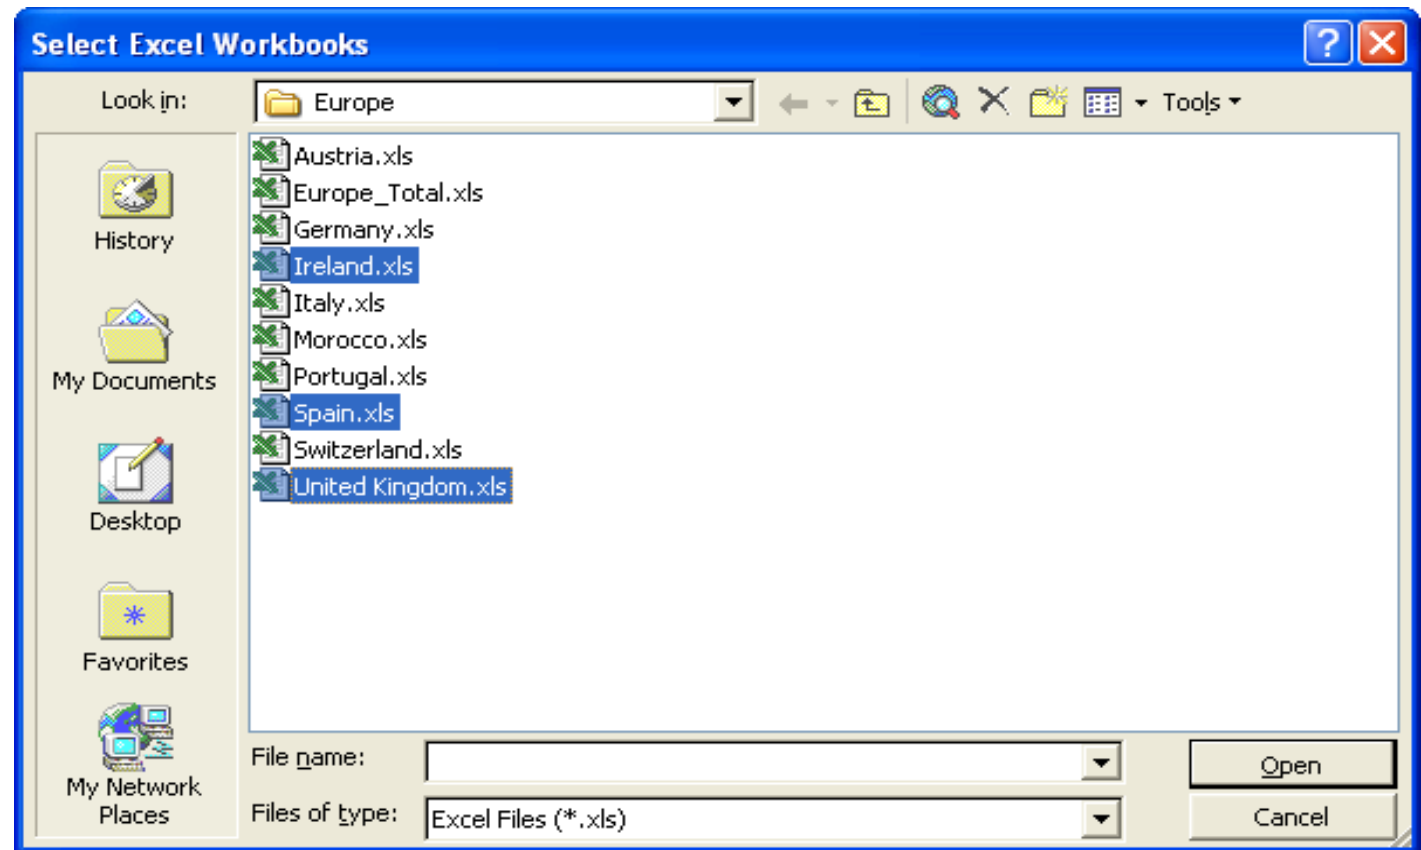 Select Excel Workbooks
Look in:
Europe
Tools
History
My Documents
Desktop
Favorites
My Network
Places
Austria.xls
Europe_Total.xls
Germany.xls
Ireland.xls
Italy.xls
Morocco.xls
Portugal.xls
Spain.xls
Switzerland.xls
United Kingdom.xls
File name:
Open
Files of type:
Excel Files (*.xls)
Cancel